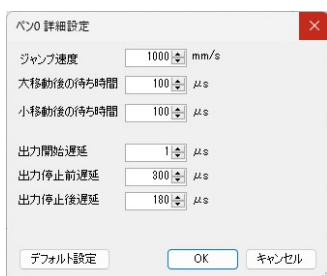 ペン0 詳細設定
ジャンプ速度 1000 mm/s
大移動後の待ち時間 100 μs
小移動後の待ち時間 100 μs
出力開始遅延 1 μs
出力停止前遅延 300 μs
出力停止後遅延 180 μs
デフォルト設定 OK キャンセル